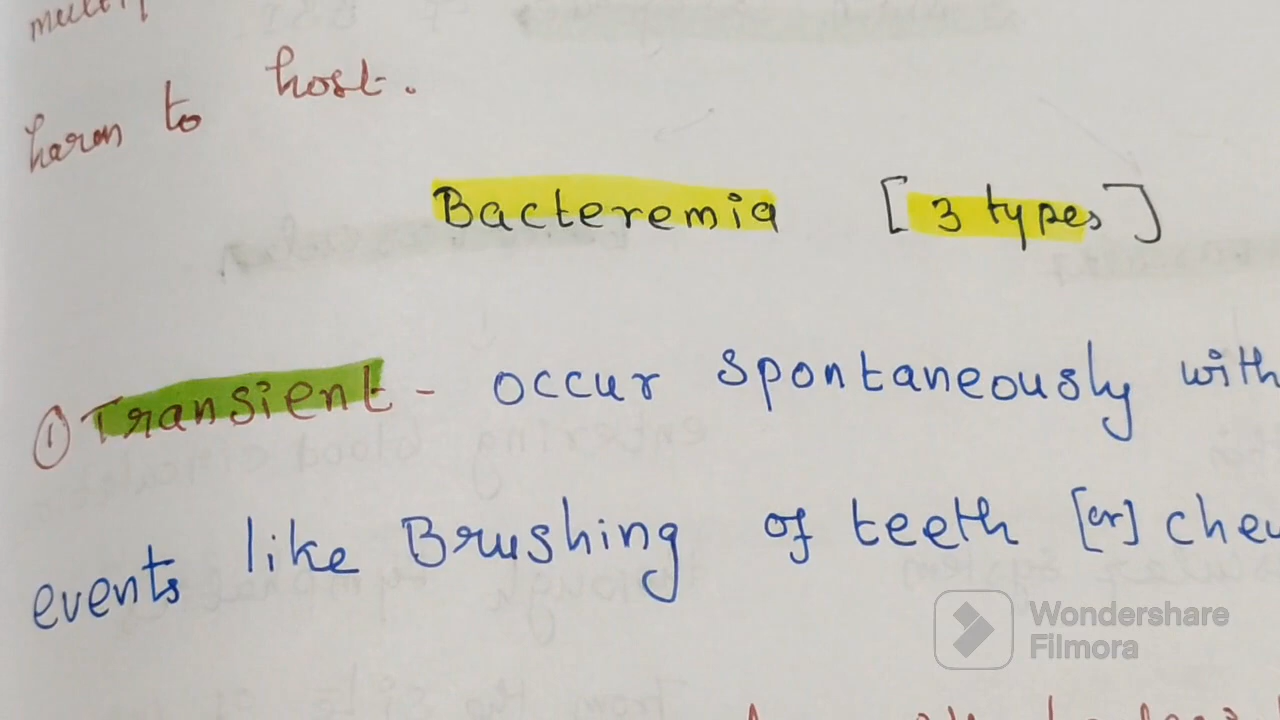 harm to host.
Bacteremia [3 types]
① Transient - occur spontaneously with
events like Brushing of teeth [or] chew
Wondershare
Filmora